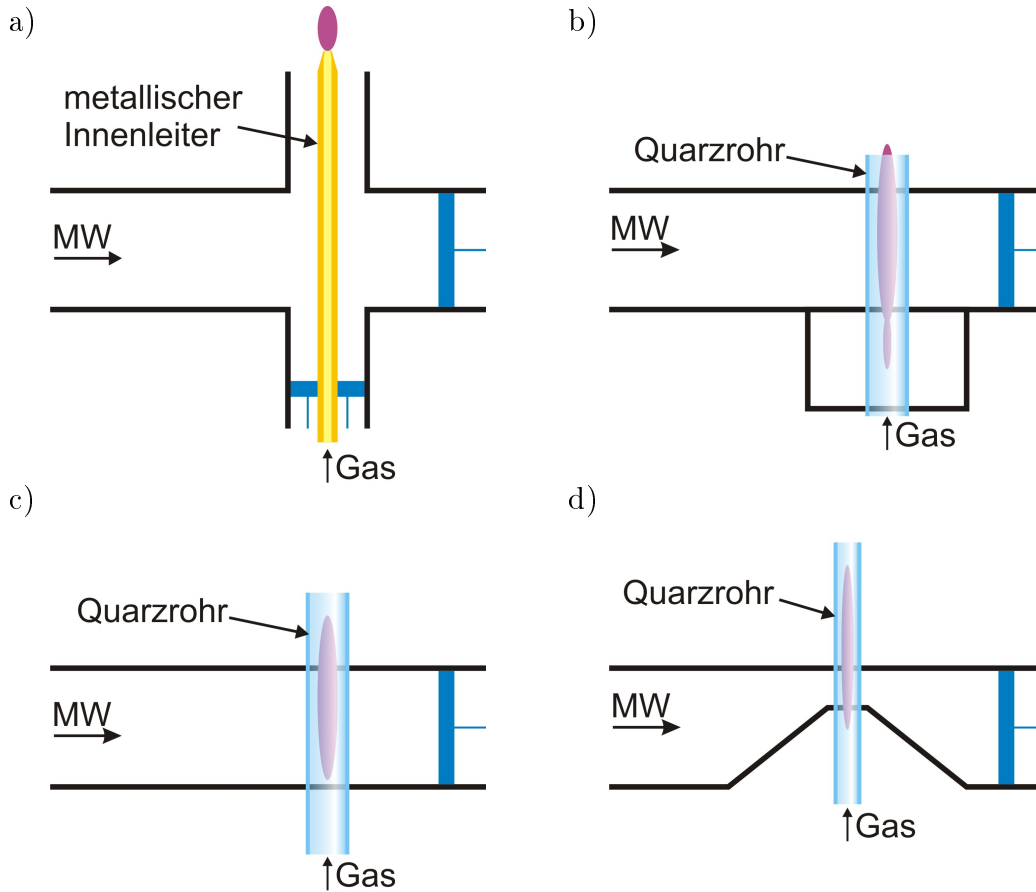 a)
metallischer
Innenleiter
MW
Gas
b)
Quarzrohr
MW
Gas
c)
Quarzrohr
MW
Gas
d)
Quarzrohr
MW
Gas